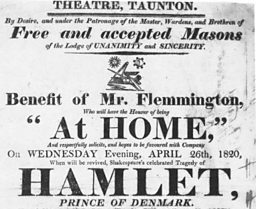 THEATRE, TAUNTON.
By Desire, and under the Patronage of the Master, Wardens, and Brethren of
Free and accepted Masons
of the Lodge of UNANIMITY and SINCERITY.
Benefit of Mr. Flemmington,
Who will have the Honour of being
"At HOME,"
And respectfully solicits, and hopes to be favoured with Company
On WEDNESDAY Evening, APRIL 26th, 1820,
When will be revived, Shakespeare's celebrated Tragedy of
HAMLET,
PRINCE OF DENMARK.